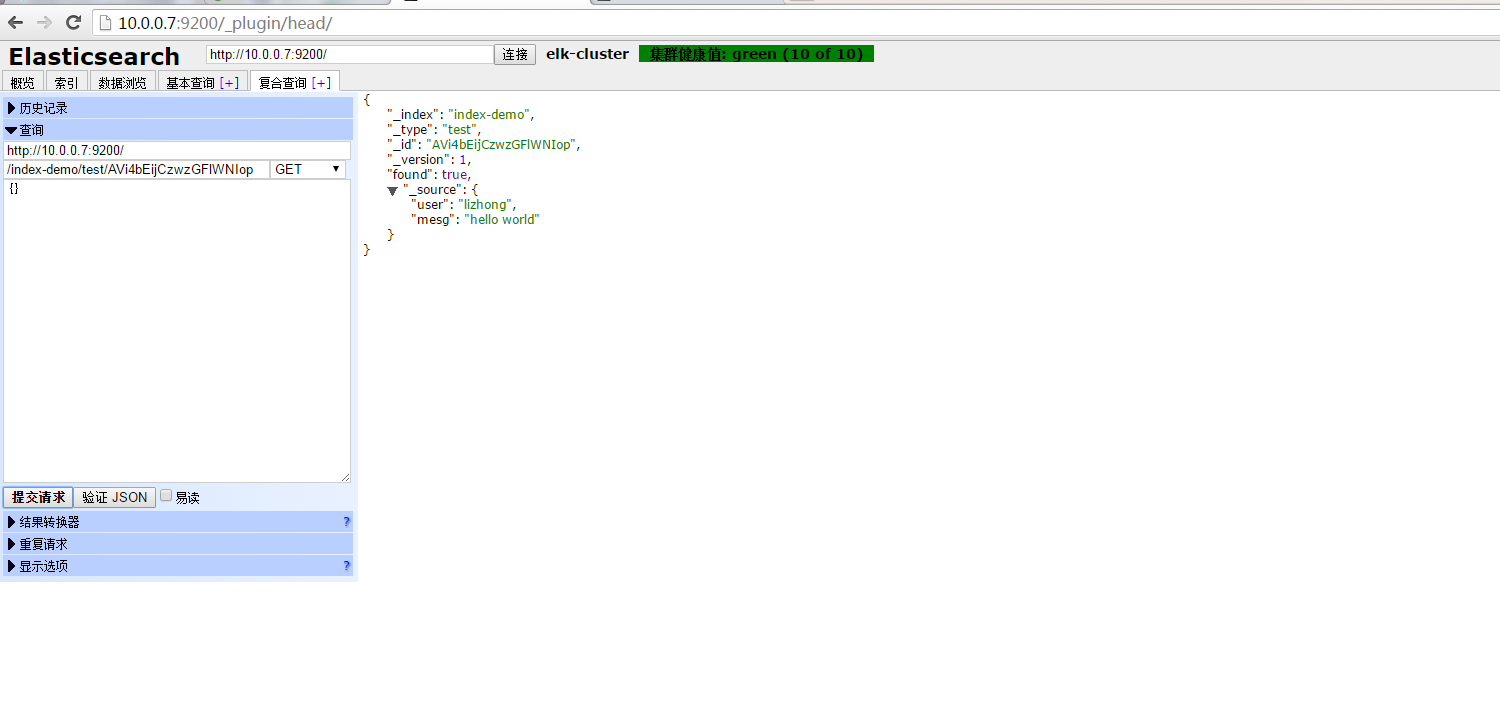 10.0.0.7:9200/_plugin/head/
Elasticsearch http://10.0.0.7:9200/ 连接 elk-cluster 集群健康值: green (10 of 10)
概览 索引 数据浏览 基本查询 [+] 复合查询 [+]
历史记录
查询
http://10.0.0.7:9200/
/index-demo/test/AVi4bEijCzwzGFlWNIop GET
{}
提交请求 验证 JSON 易读
结果转换器 ?
重复请求
显示选项 ?
{
"_index": "index-demo",
"_type": "test",
"_id": "AVi4bEijCzwzGFlWNIop",
"_version": 1,
"found": true,
"_source": {
"user": "lizhong",
"mesg": "hello world"
}
}